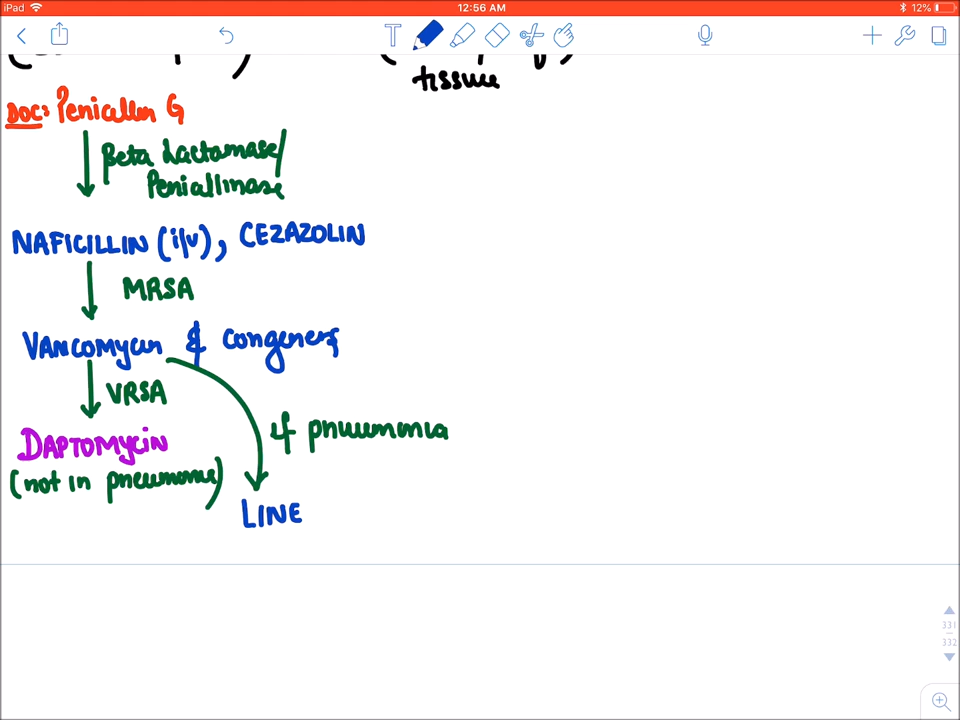 iPad 12:56 AM 12%
T
tissue
DOC: Penicillin G
Beta Lactamase/
Penicillinase
NAFICILLIN (i/v), CEZAZOLIN
MRSA
VANCOMYCIN & congeners
VRSA
if pneumonia
DAPTOMYCIN
(not in pneumonia)
LINE
331
332